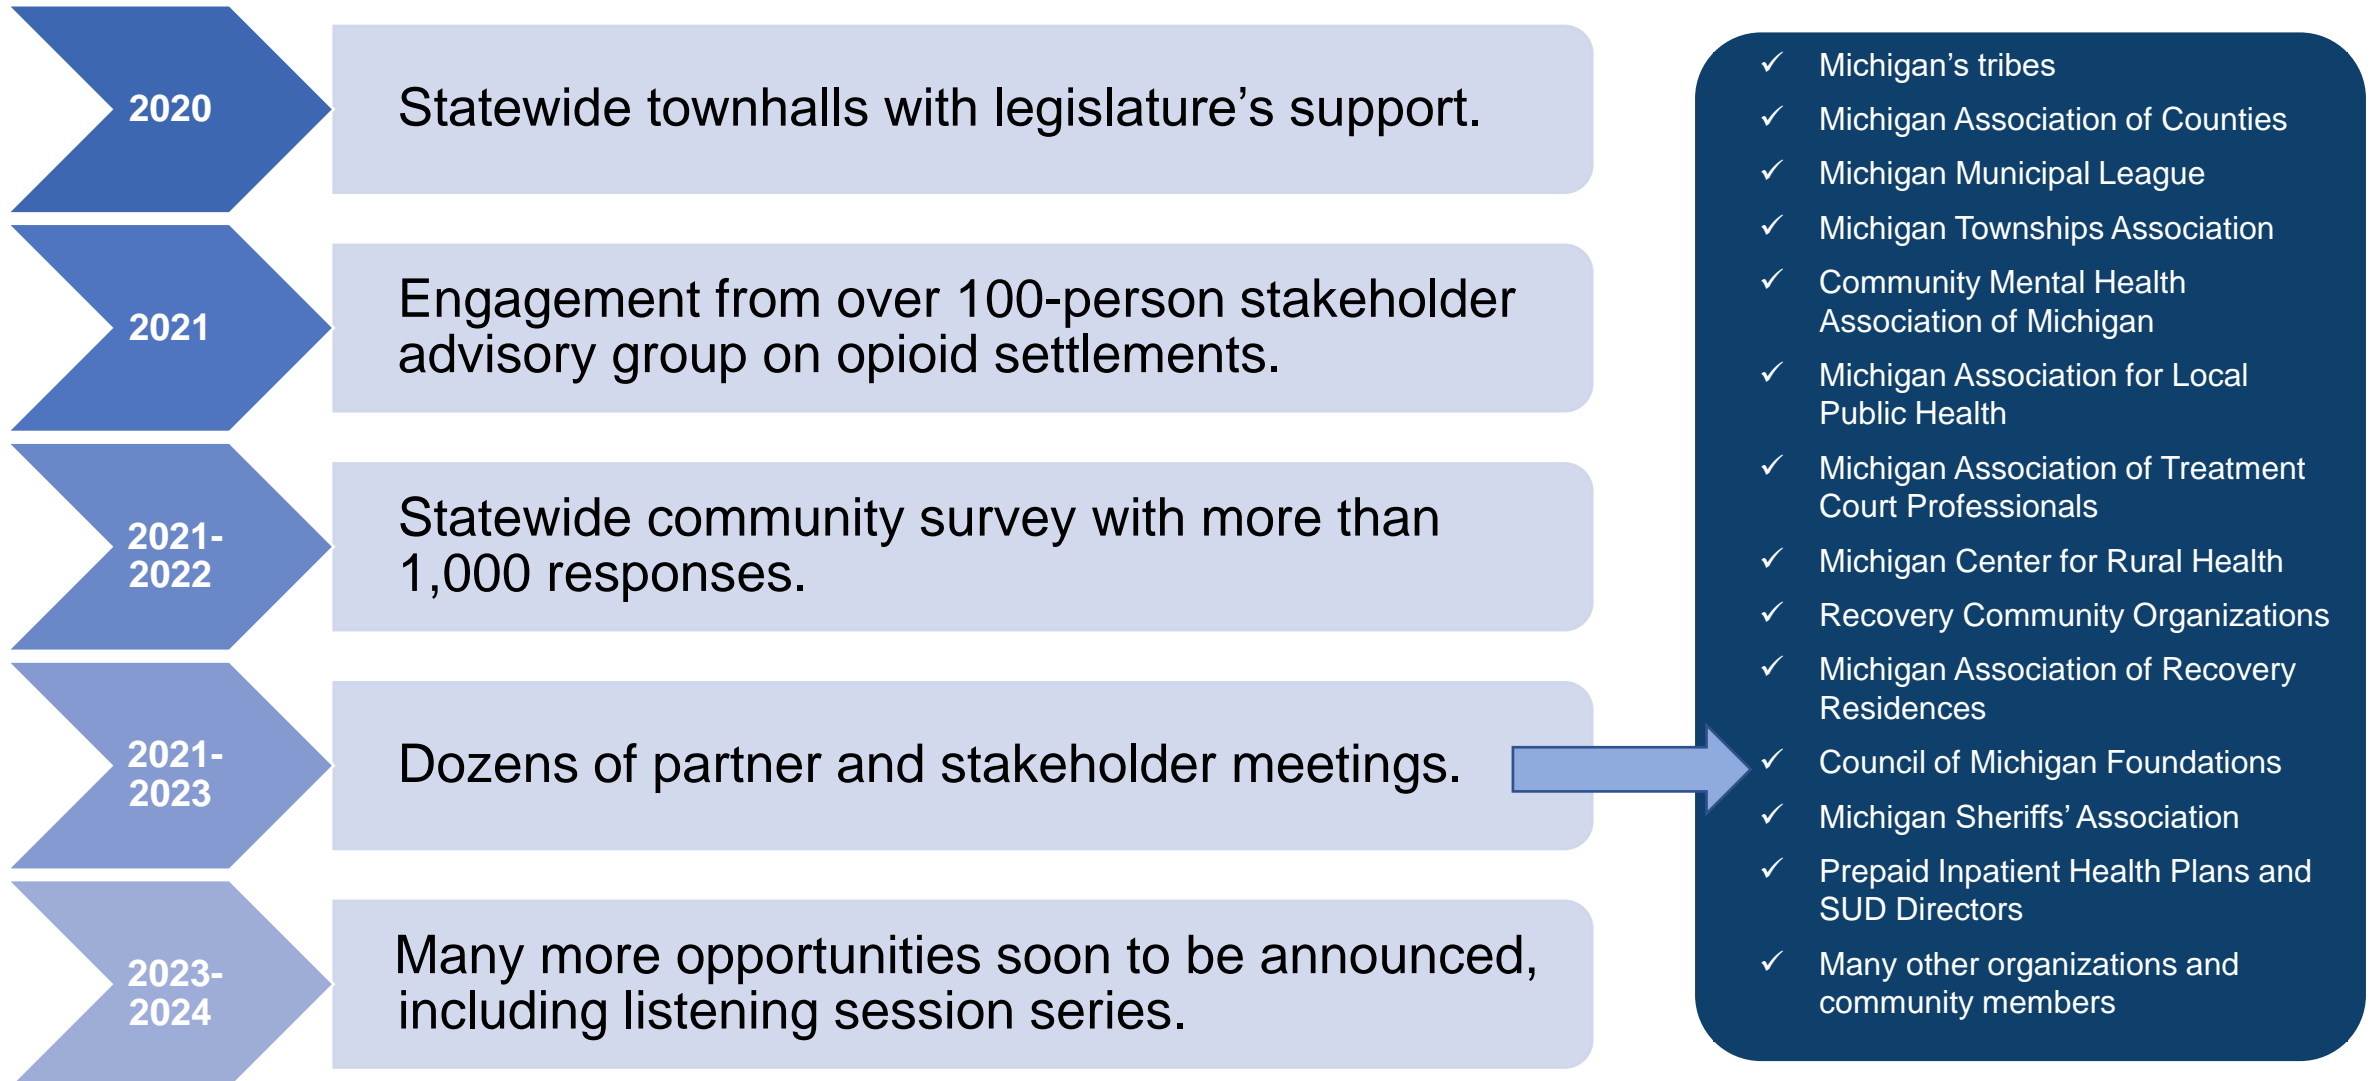 2020
Statewide townhalls with legislature’s support.
2021
Engagement from over 100-person stakeholder
advisory group on opioid settlements.
2021-
2022
Statewide community survey with more than
1,000 responses.
2021-
2023
Dozens of partner and stakeholder meetings.
2023-
2024
Many more opportunities soon to be announced,
including listening session series.
✓ Michigan’s tribes
✓ Michigan Association of Counties
✓ Michigan Municipal League
✓ Michigan Townships Association
✓ Community Mental Health
Association of Michigan
✓ Michigan Association for Local
Public Health
✓ Michigan Association of Treatment
Court Professionals
✓ Michigan Center for Rural Health
✓ Recovery Community Organizations
✓ Michigan Association of Recovery
Residences
✓ Council of Michigan Foundations
✓ Michigan Sheriffs’ Association
✓ Prepaid Inpatient Health Plans and
SUD Directors
✓ Many other organizations and
community members